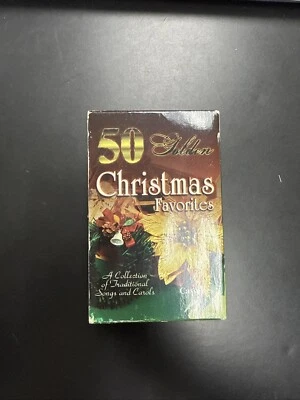 50 Golden
Christmas
Favorites
A Collection
of Traditional
Songs and Carols